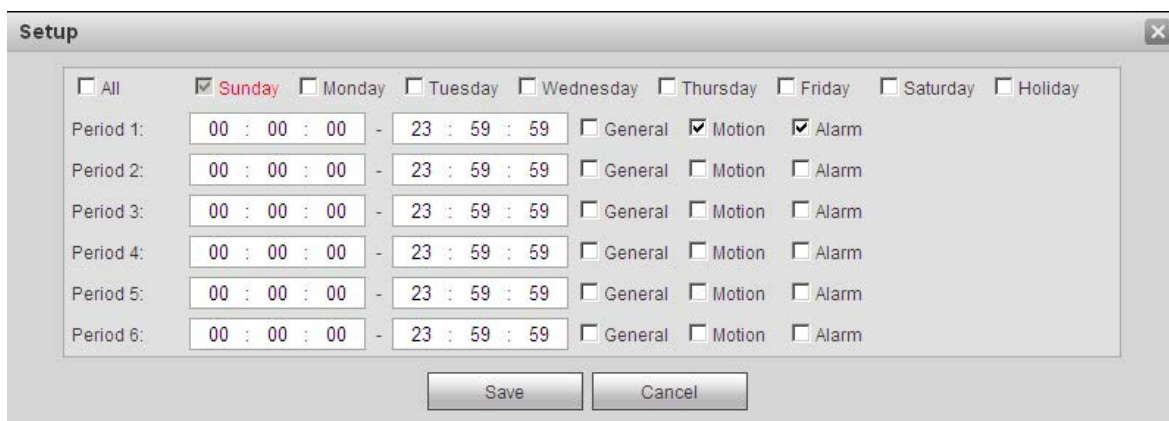 Setup
All Sunday Monday Tuesday Wednesday Thursday Friday Saturday Holiday
Period 1: 00 : 00 : 00 - 23 : 59 : 59 General Motion Alarm
Period 2: 00 : 00 : 00 - 23 : 59 : 59 General Motion Alarm
Period 3: 00 : 00 : 00 - 23 : 59 : 59 General Motion Alarm
Period 4: 00 : 00 : 00 - 23 : 59 : 59 General Motion Alarm
Period 5: 00 : 00 : 00 - 23 : 59 : 59 General Motion Alarm
Period 6: 00 : 00 : 00 - 23 : 59 : 59 General Motion Alarm
Save Cancel